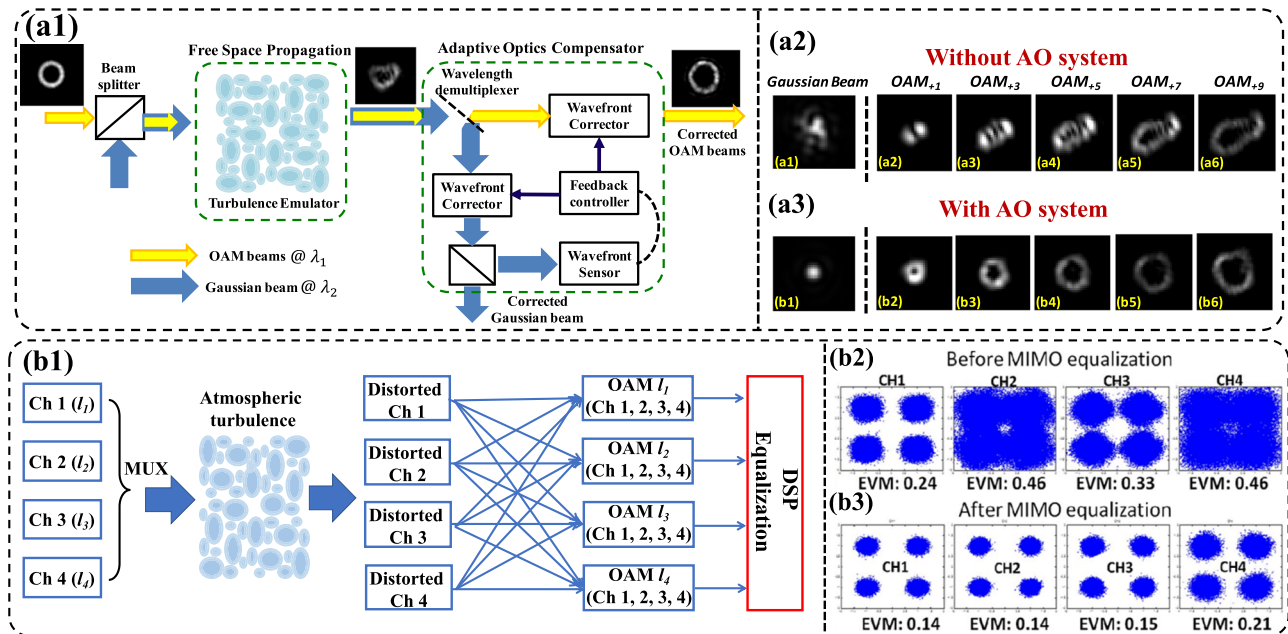 (a1)
Beam
splitter
Free Space Propagation
Turbulence Emulator
Adaptive Optics Compensator
Wavelength
demultiplexer
Wavefront
Corrector
Corrected
OAM beams
Wavefront
Corrector
Feedback
controller
Wavefront
Sensor
Corrected
Gaussian beam
OAM beams @ λ1
Gaussian beam @ λ2
(a2)
Without AO system
Gaussian Beam OAM+1 OAM+3 OAM+5 OAM+7 OAM+9
(a1) (a2) (a3) (a4) (a5) (a6)
(a3)
With AO system
(b1) (b2) (b3) (b4) (b5) (b6)
(b1)
Ch 1 (l1)
Ch 2 (l2)
Ch 3 (l3)
Ch 4 (l4)
MUX
Atmospheric
turbulence
Distorted
Ch 1
Distorted
Ch 2
Distorted
Ch 3
Distorted
Ch 4
OAM l1
(Ch 1, 2, 3, 4)
OAM l2
(Ch 1, 2, 3, 4)
OAM l3
(Ch 1, 2, 3, 4)
OAM l4
(Ch 1, 2, 3, 4)
DSP
Equalization
(b2)
Before MIMO equalization
CH1 CH2 CH3 CH4
EVM: 0.24 EVM: 0.46 EVM: 0.33 EVM: 0.46
(b3)
After MIMO equalization
CH1 CH2 CH3 CH4
EVM: 0.14 EVM: 0.14 EVM: 0.15 EVM: 0.21